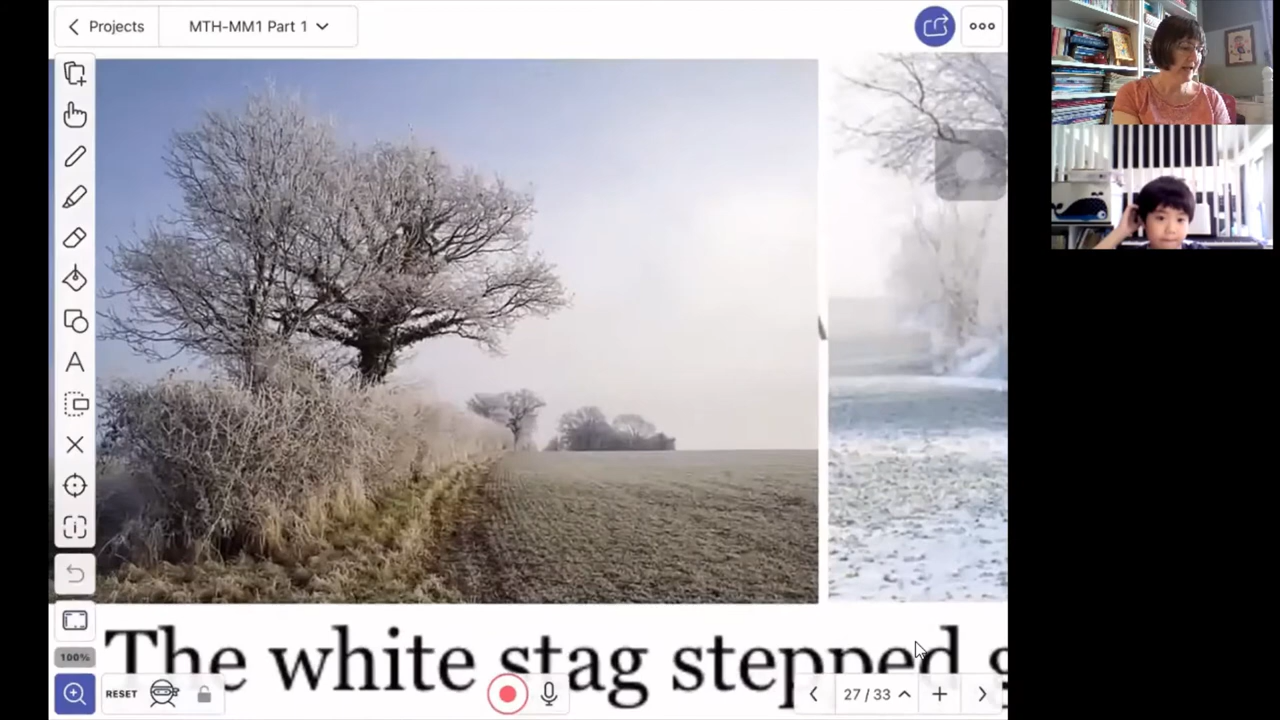 Projects
MTH-MM1 Part 1
A
The white stag stepped g
100%
RESET
27 / 33